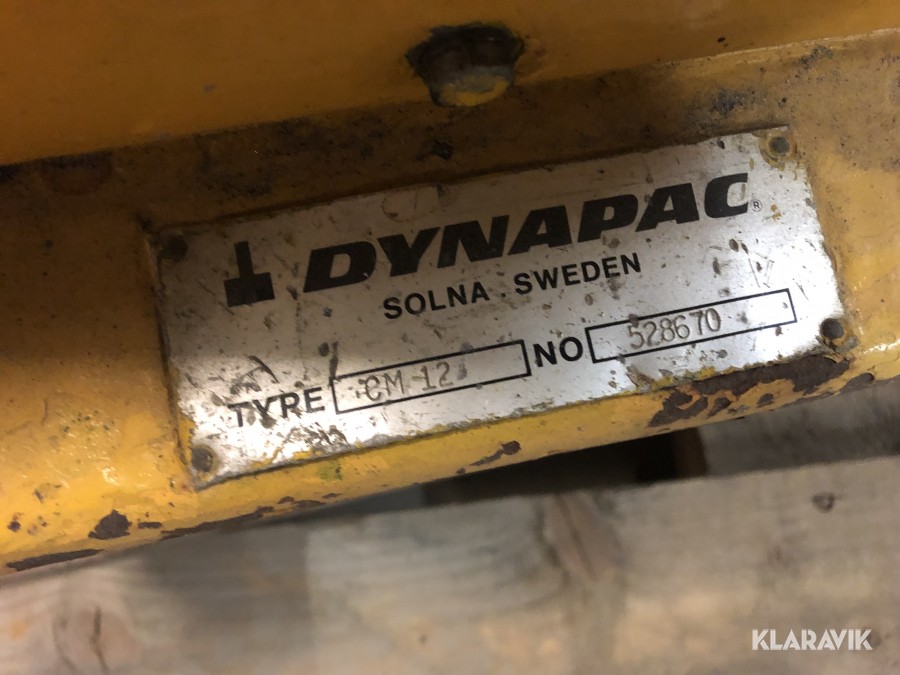 DYNAPAC®
SOLNA SWEDEN
TYPE CM 12 NO 528670
KLARAVIK